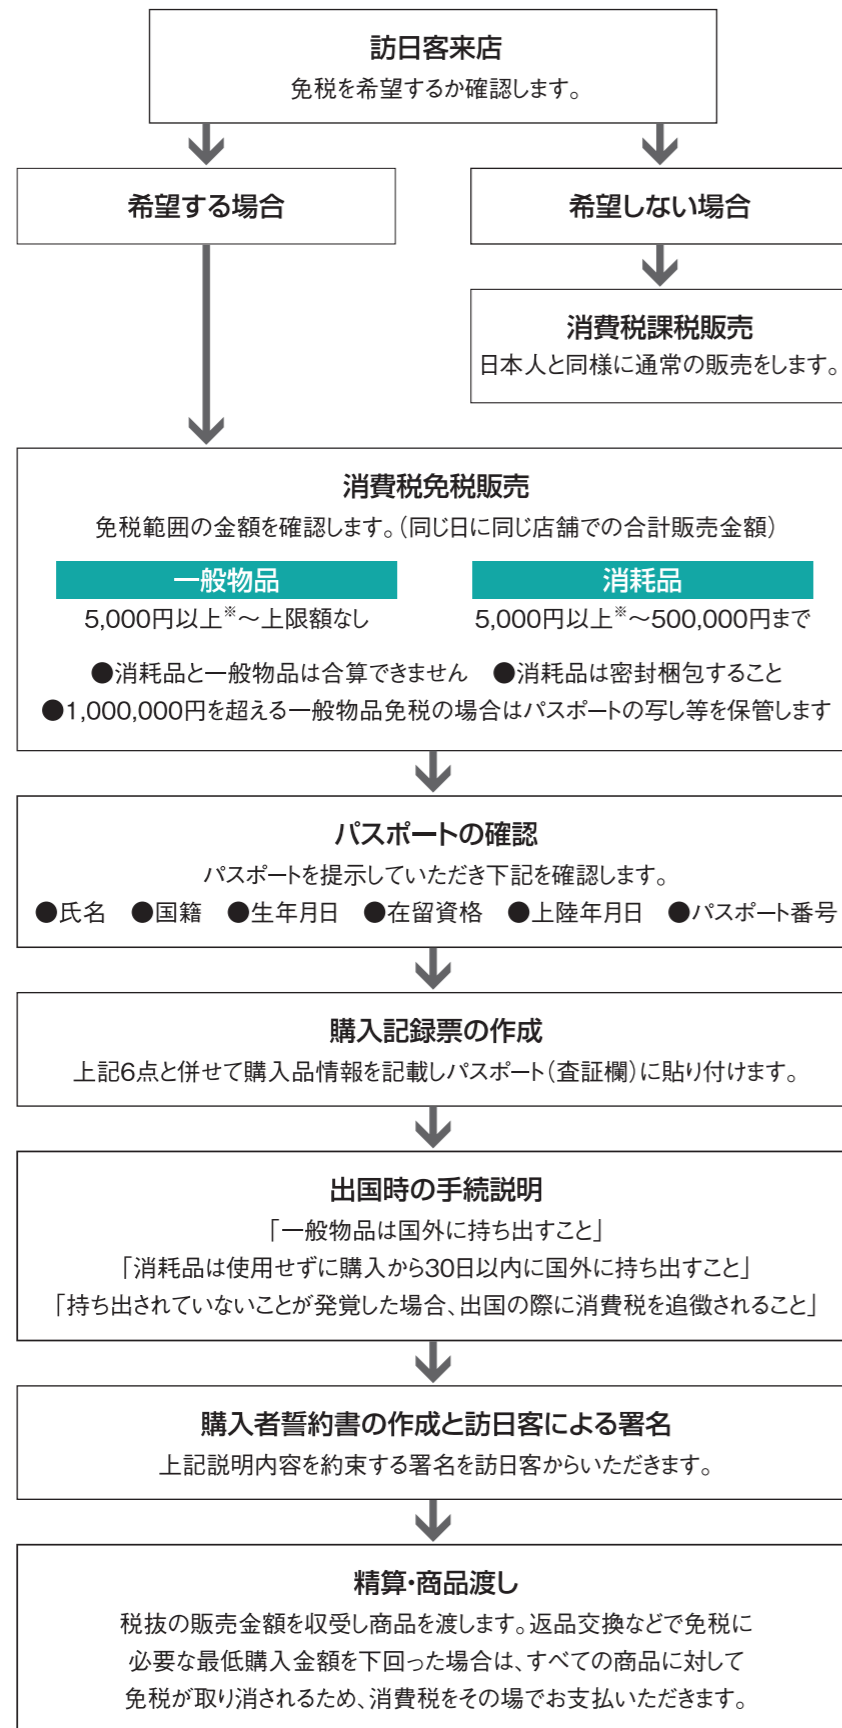 訪日客来店
免税を希望するか確認します。
希望する場合
希望しない場合
消費税課税販売
日本人と同様に通常の販売をします。
消費税免税販売
免税範囲の金額を確認します。(同じ日に同じ店舗での合計販売金額)
一般物品
消耗品
5,000円以上※〜上限額なし
5,000円以上※〜500,000円まで
●消耗品と一般物品は合算できません ●消耗品は密封梱包すること
●1,000,000円を超える一般物品免税の場合はパスポートの写し等を保管します
パスポートの確認
パスポートを提示していただき下記を確認します。
●氏名 ●国籍 ●生年月日 ●在留資格 ●上陸年月日 ●パスポート番号
購入記録票の作成
上記6点と併せて購入品情報を記載しパスポート(査証欄)に貼り付けます。
出国時の手続説明
「一般物品は国外に持ち出すこと」
「消耗品は使用せずに購入から30日以内に国外に持ち出すこと」
「持ち出されていないことが発覚した場合、出国の際に消費税を追徴されること」
購入者誓約書の作成と訪日客による署名
上記説明内容を約束する署名を訪日客からいただきます。
精算・商品渡し
税抜の販売金額を収受し商品を渡します。返品交換などで免税に
必要な最低購入金額を下回った場合は、すべての商品に対して
免税が取り消されるため、消費税をその場でお支払いただきます。